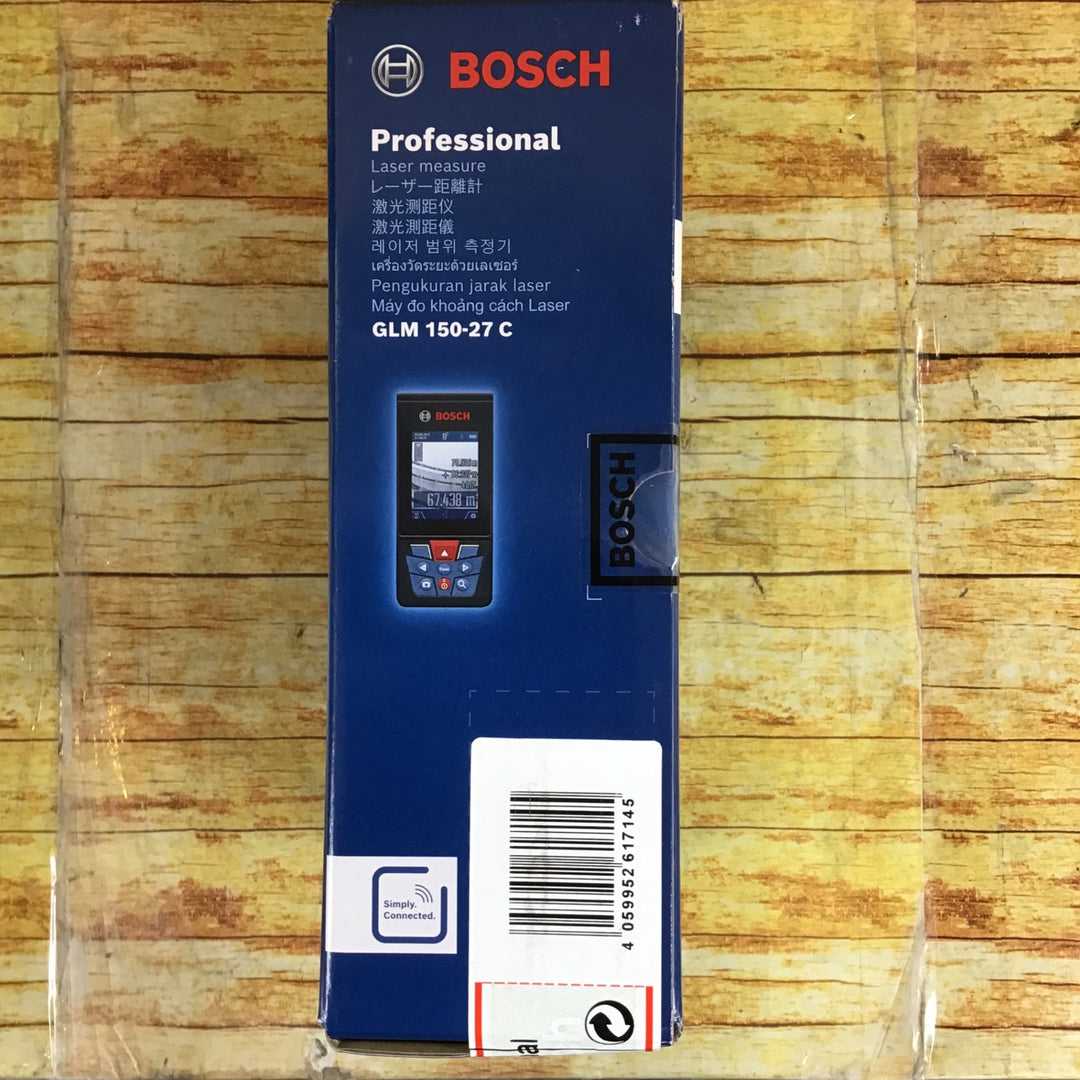 BOSCH
Professional
Laser measure
レーザー距離計
激光测距仪
激光測距儀
레이저 범위 측정기
เครื่องวัดระยะด้วยเลเซอร์
Pengukuran jarak laser
Máy đo khoảng cách Laser
GLM 150-27 C
BOSCH
67.438 m
Func
BOSCH
Simply.
Connected.
4 059952 617145
al